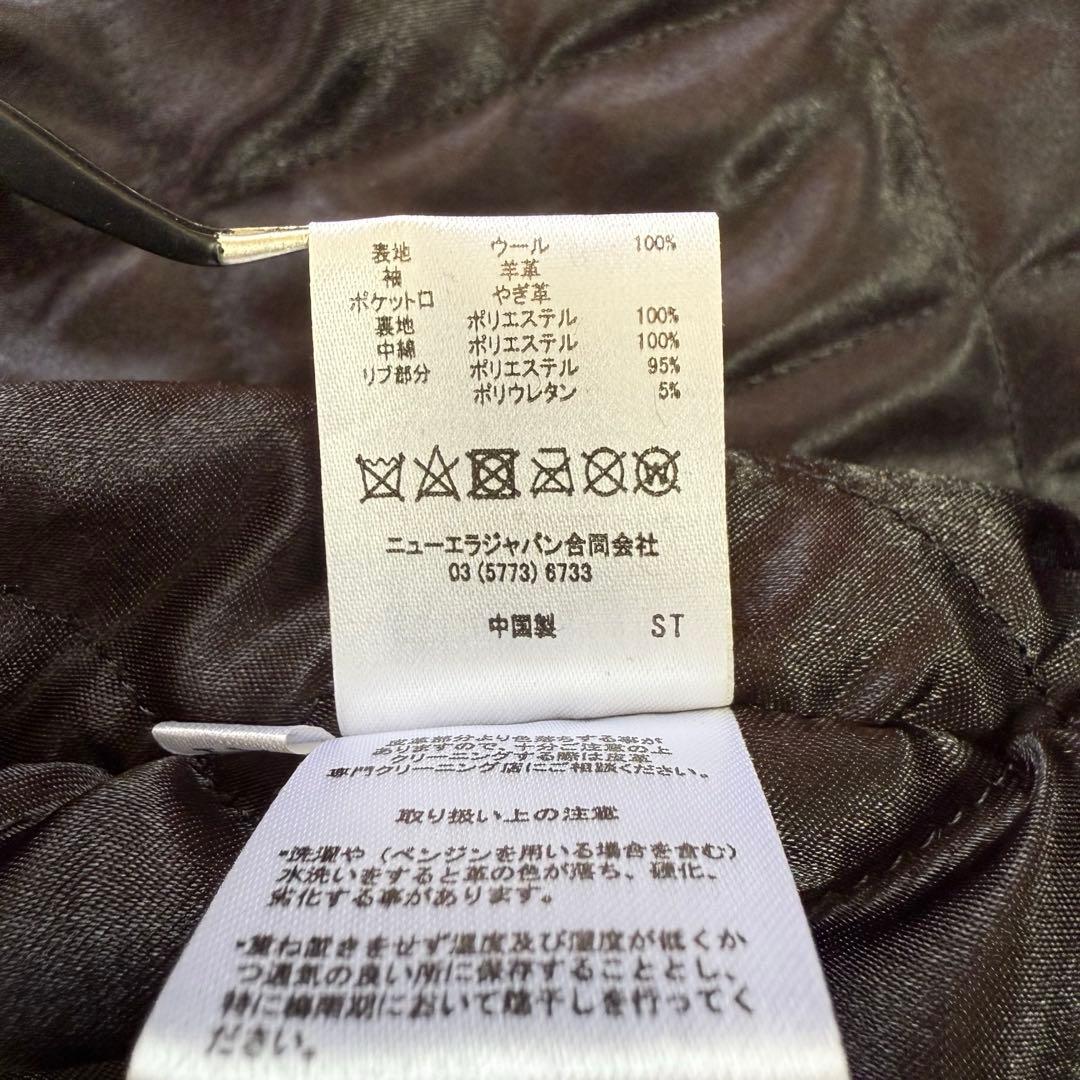 表地 ウール 100%
袖 羊革
ポケット口 やぎ革
裏地 ポリエステル 100%
中綿 ポリエステル 100%
リブ部分 ポリエステル 95%
ポリウレタン 5%
W
ニューエラジャパン合同会社
03 (5773) 6733
中国製 ST
皮革部分より色落ちする事が
ありますので、十分ご注意の上
クリーニングする際は皮革
専門クリーニング店にご相談ください。
取り扱い上の注意
*洗濯や (ベンジンを用いる場合を含む)
水洗いをすると革の色が落ち、硬化、
劣化する事があります。
*重ね置きをせず温度及び湿度が低くか
つ通気の良い所に保存することとし、
特に梅雨期において陰干しを行ってく
ださい。